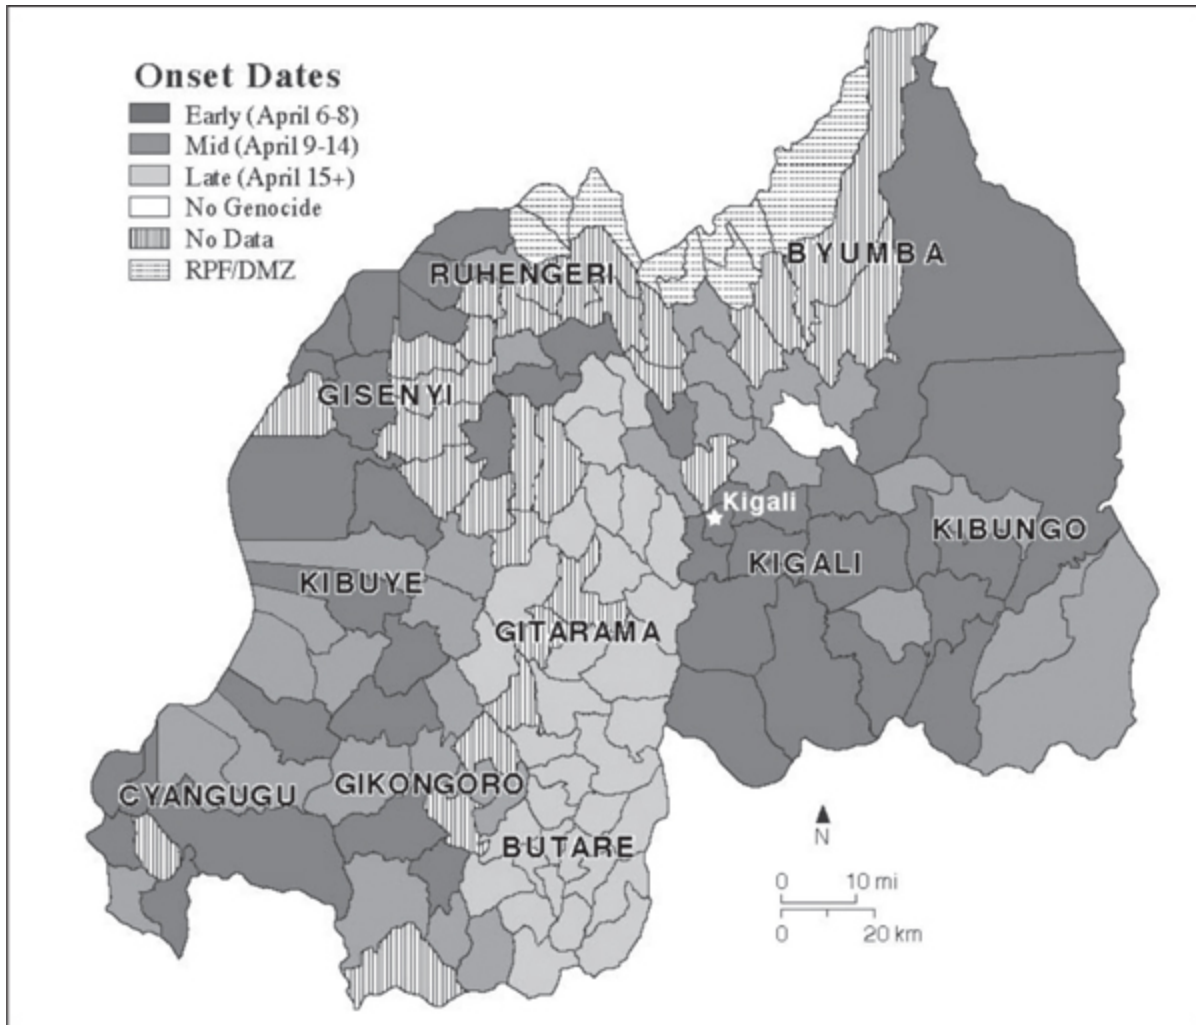 Onset Dates
Early (April 6-8)
Mid (April 9-14)
Late (April 15+)
No Genocide
No Data
RPF/DMZ
BYUMBA
RUHENGERI
GISENYI
Kigali
KIBUNGO
KIGALI
KIBUYE
GITARAMA
GIKONGORO
CYANGUGU
BUTARE
N
0 10 mi
0 20 km